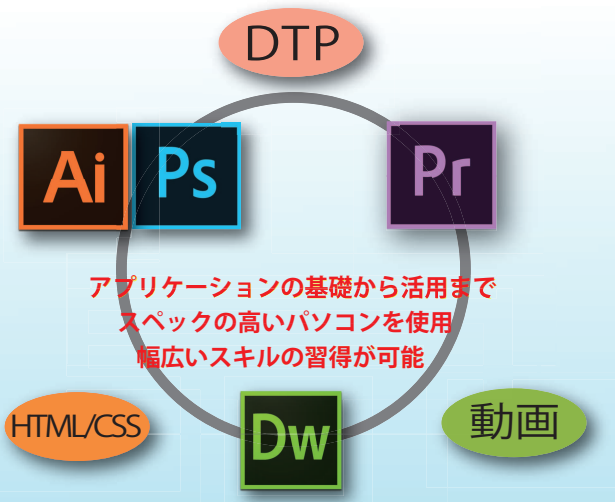 DTP
Ai
Ps
Pr
アプリケーションの基礎から活用まで
スペックの高いパソコンを使用
幅広いスキルの習得が可能
HTML/CSS
Dw
動画